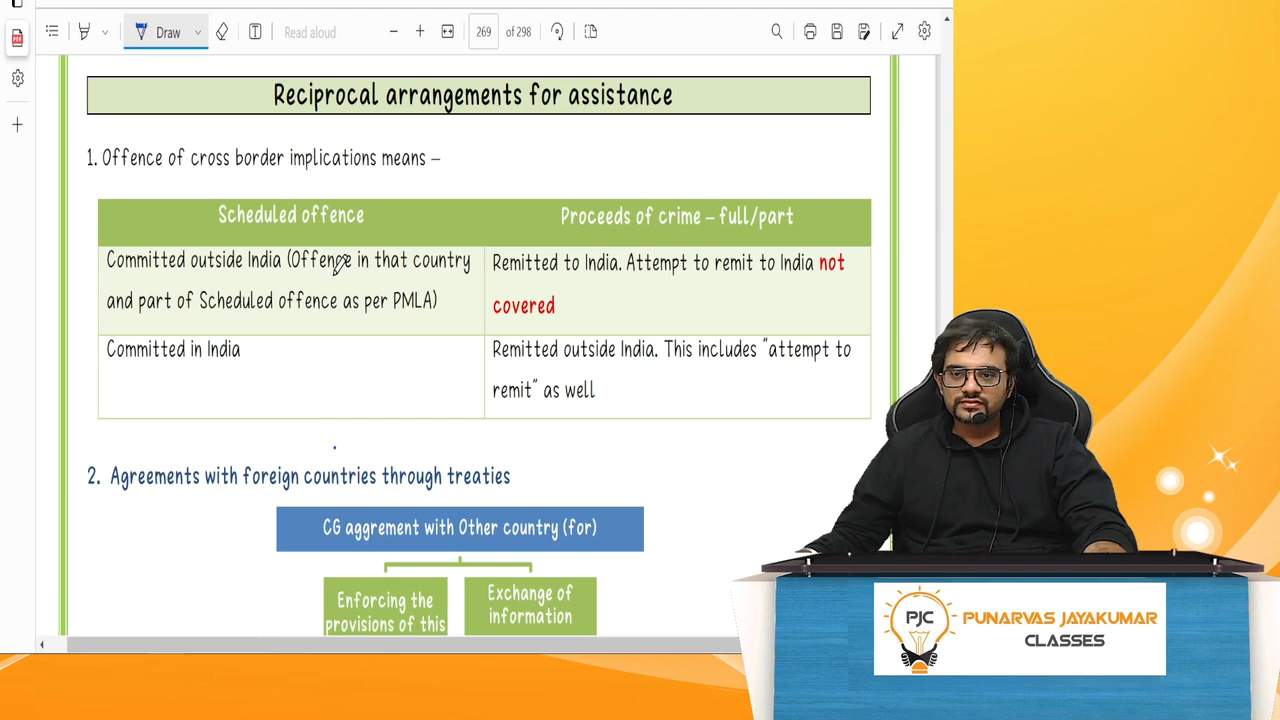 Draw
Read aloud
269
of 298
Reciprocal arrangements for assistance
1. Offence of cross border implications means –
Scheduled offence
Proceeds of crime – full/part
Committed outside India (Offence in that country
and part of Scheduled offence as per PMLA)
Remitted to India. Attempt to remit to India not
covered
Committed in India
Remitted outside India. This includes "attempt to
remit" as well
2. Agreements with foreign countries through treaties
CG aggrement with Other country (for)
Enforcing the
provisions of this
Exchange of
information
PJC
PUNARVAS JAYAKUMAR
CLASSES